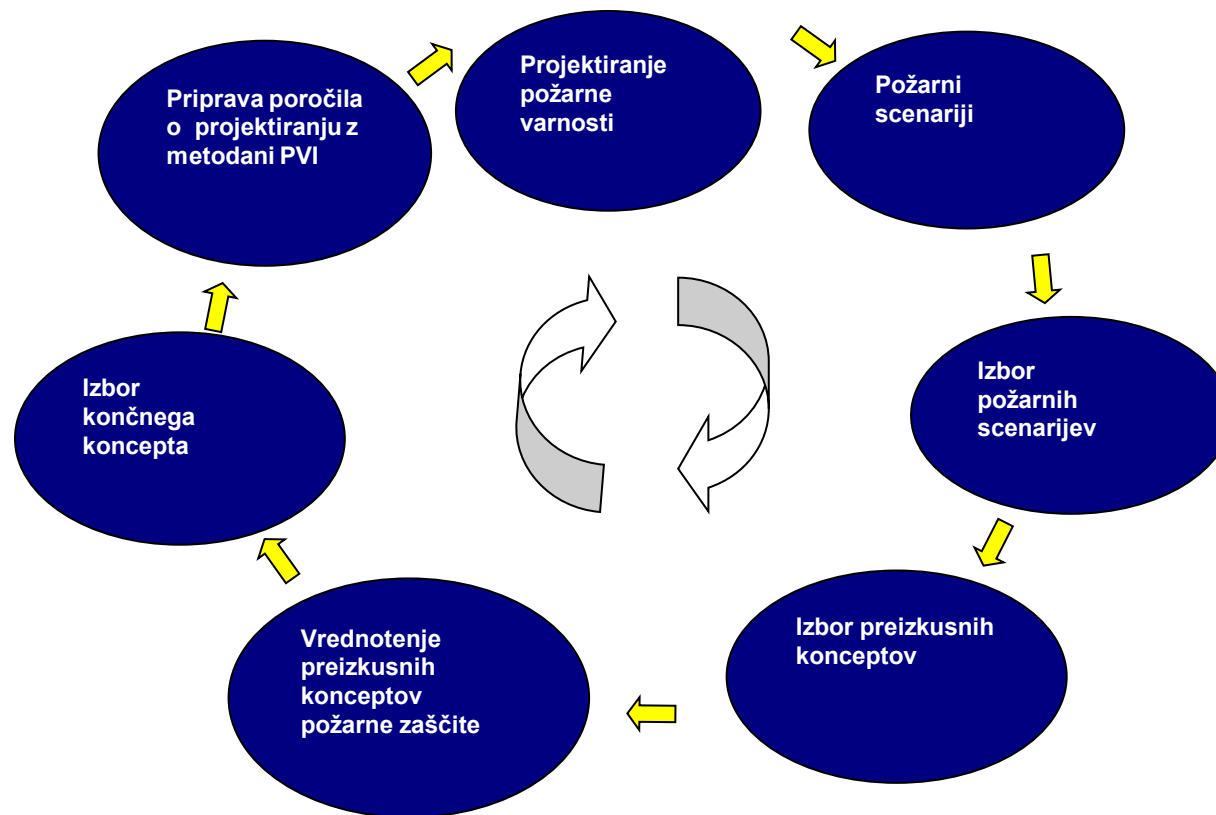 Projektiranje
požarne
varnosti
Požarni
scenariji
Izbor
požarnih
scenarijev
Izbor preizkusnih
konceptov
Vrednotenje
preizkusnih
konceptov
požarne zaščite
Izbor
končnega
koncepta
Priprava poročila
o projektiranju z
metodani PVI